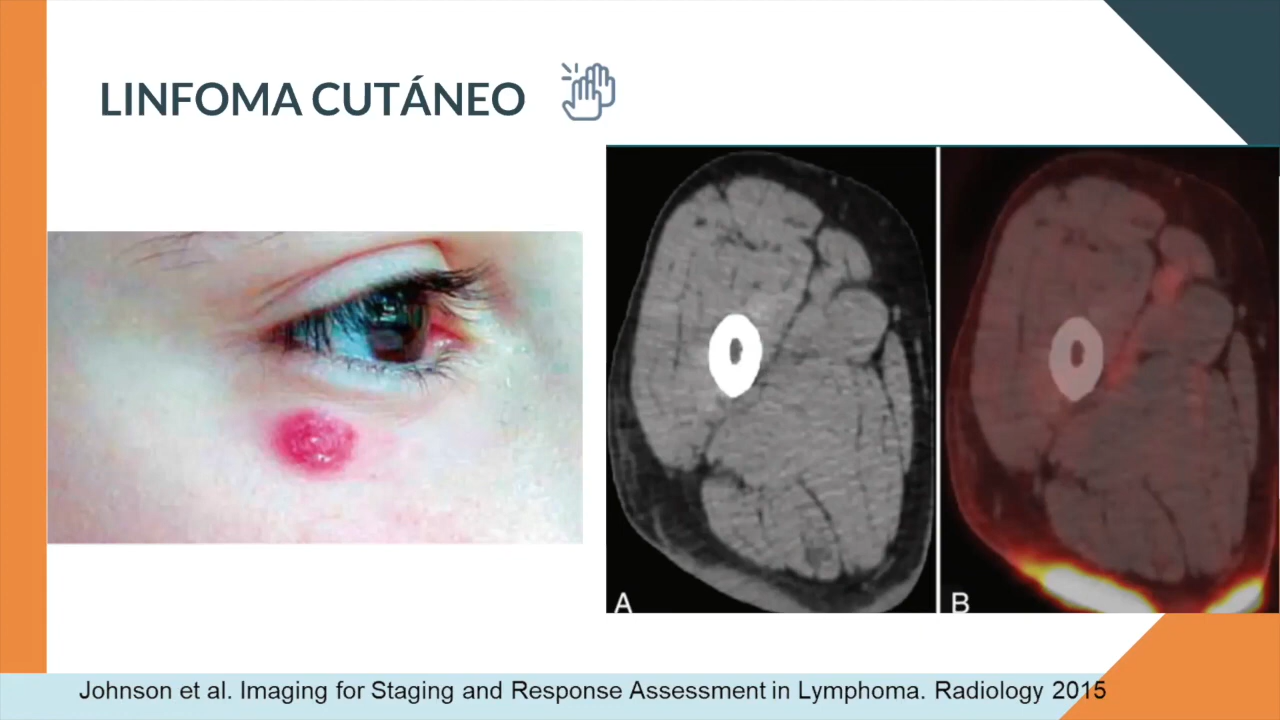 LINFOMA CUTÁNEO
A
B
Johnson et al. Imaging for Staging and Response Assessment in Lymphoma. Radiology 2015